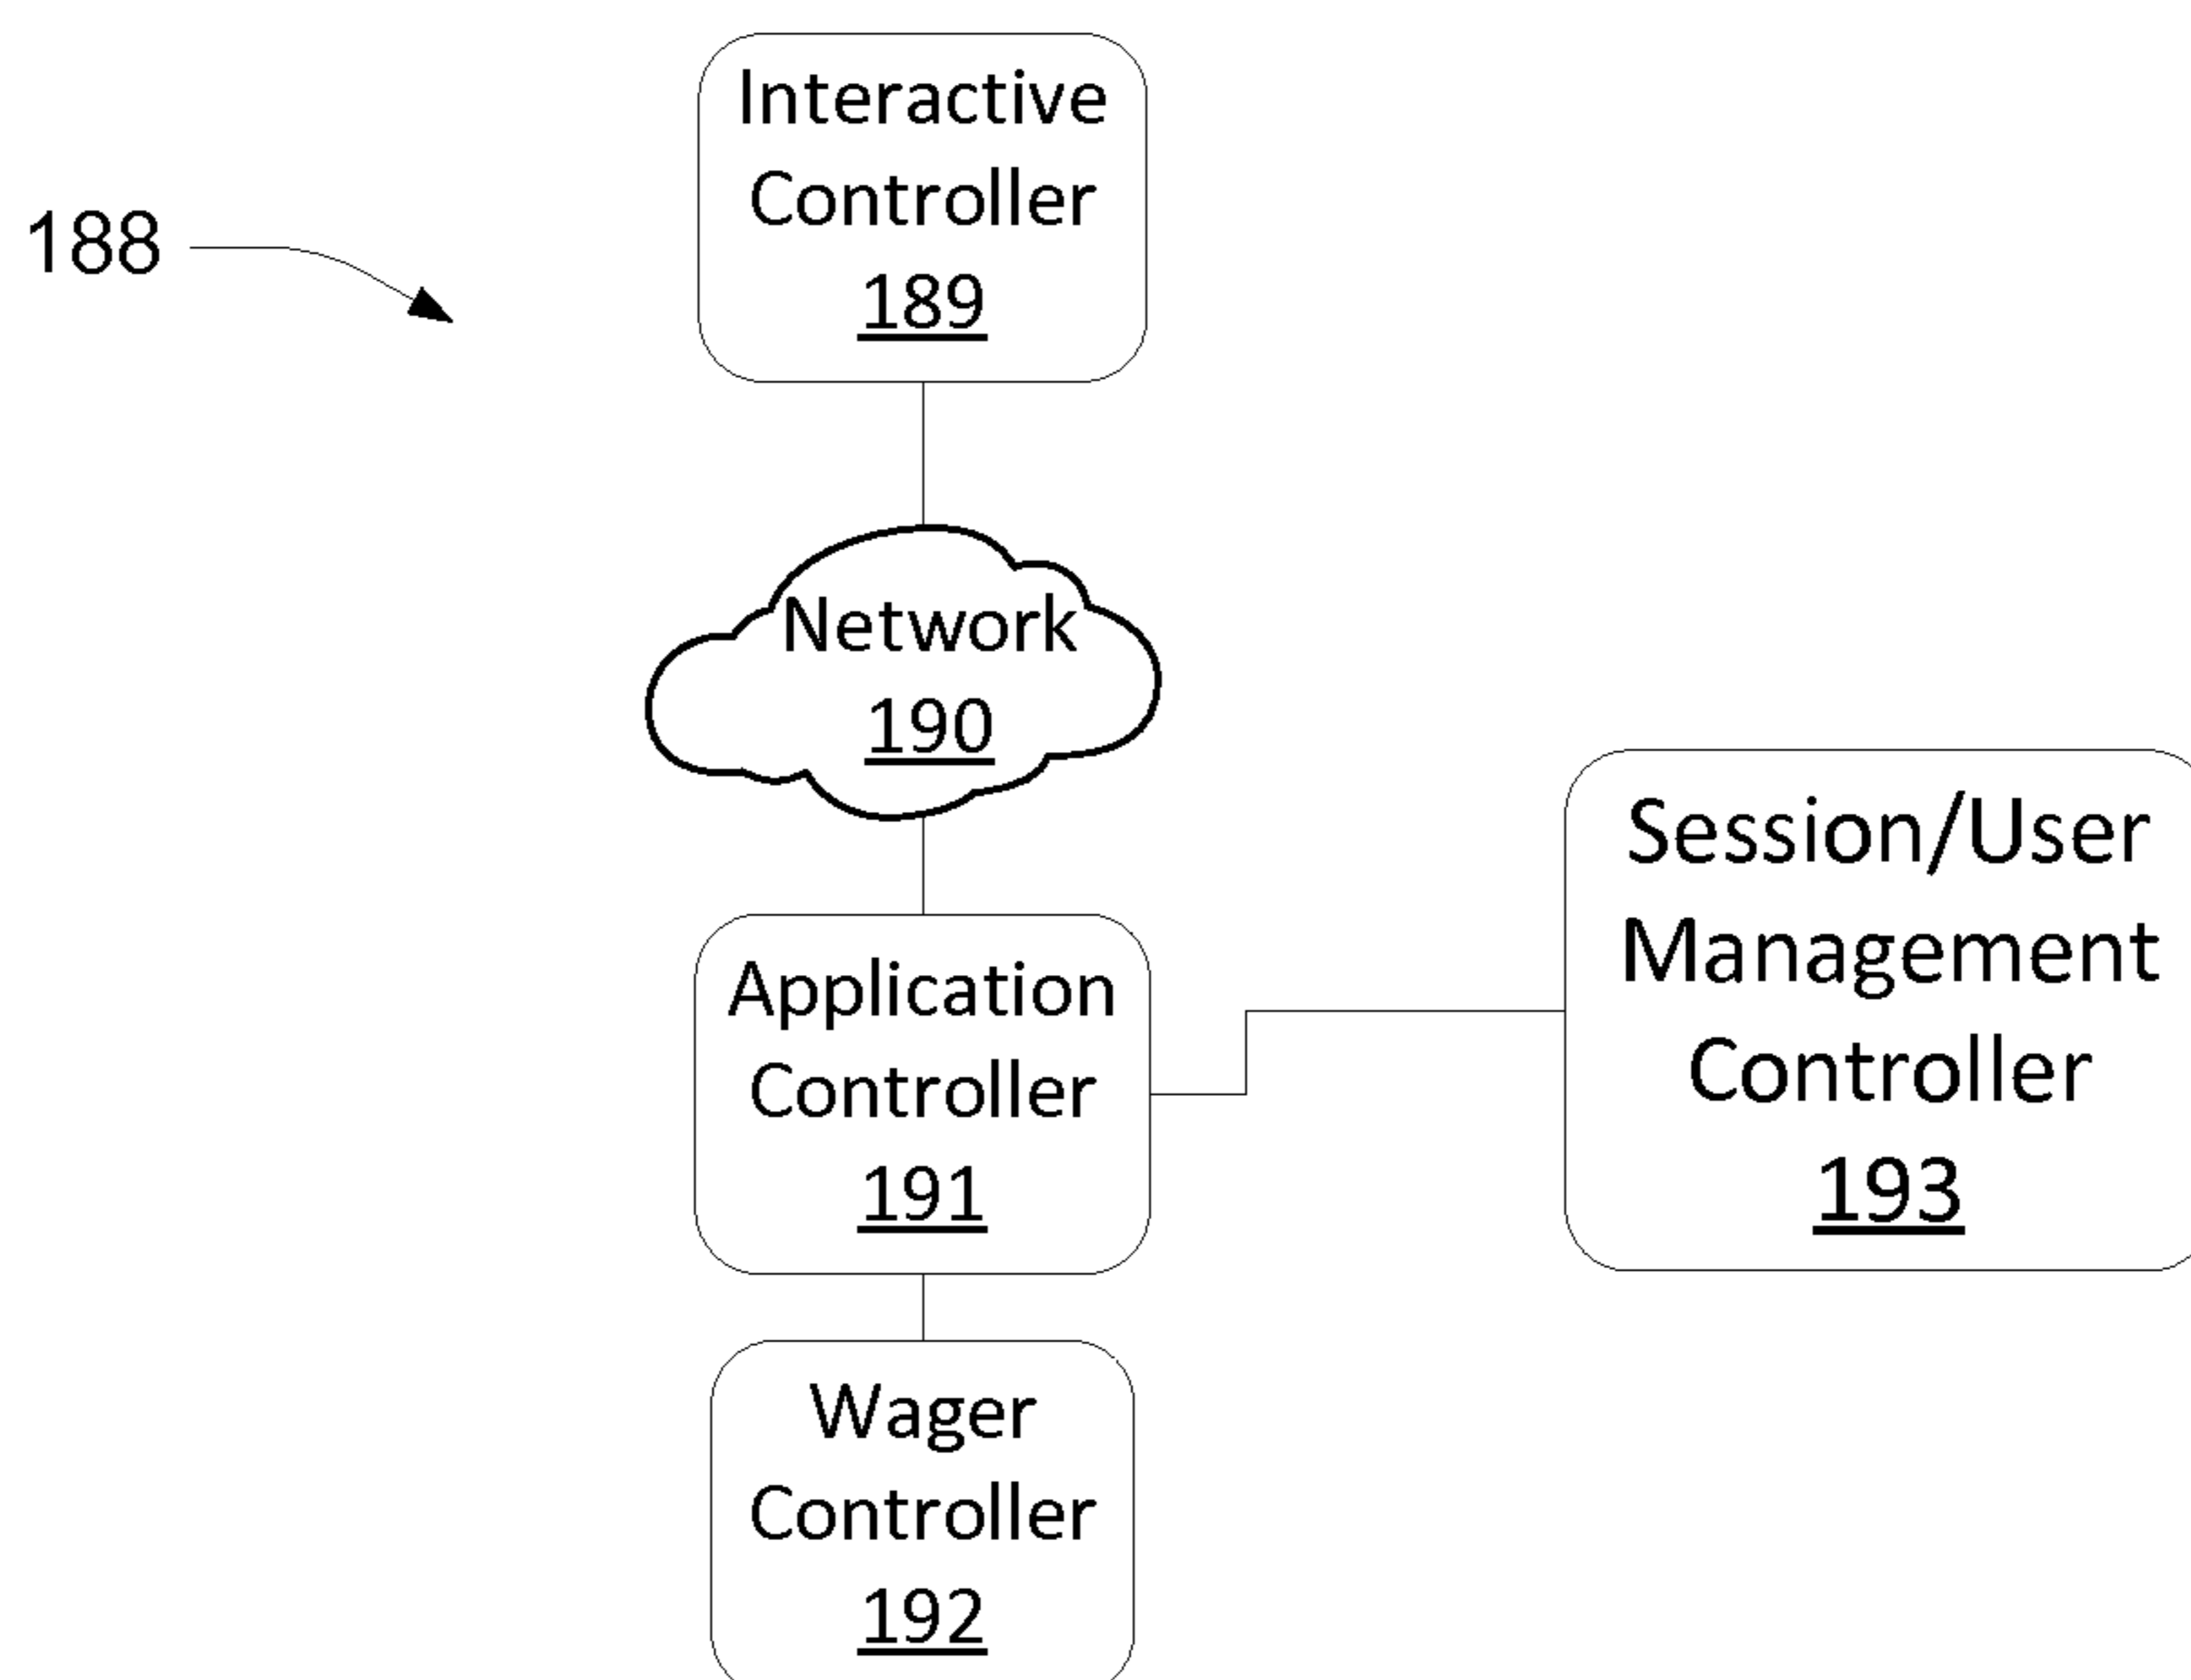 Interactive
Controller
189
188
Network
190
Application
Controller
191
Session/User
Management
Controller
193
Wager
Controller
192